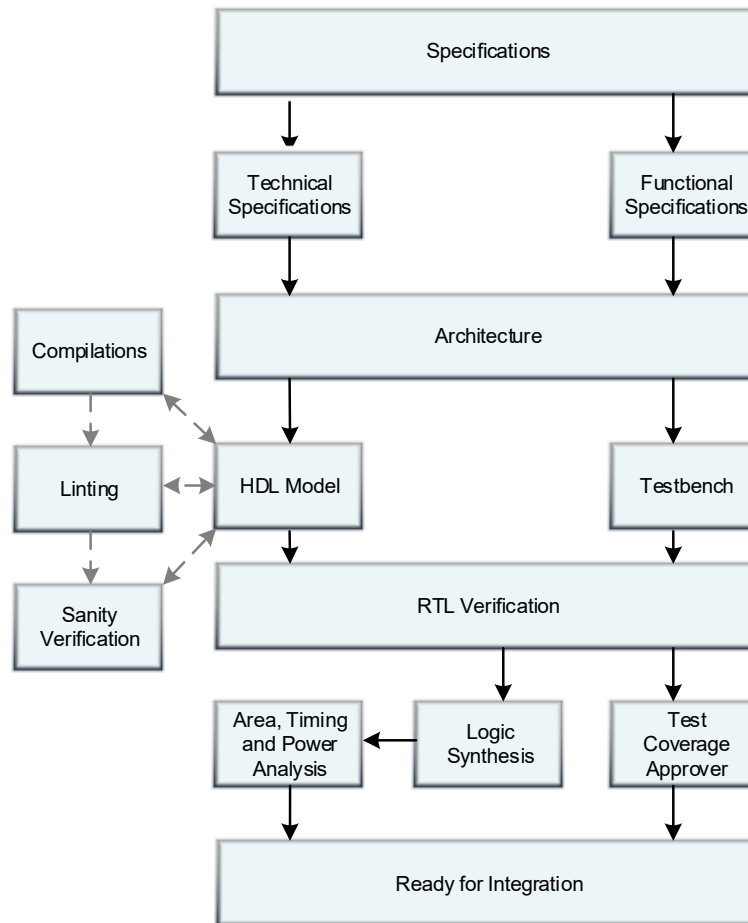 Specifications
Technical
Specifications
Functional
Specifications
Architecture
Compilations
Linting
HDL Model
Testbench
Sanity
Verification
RTL Verification
Area, Timing
and Power
Analysis
Logic
Synthesis
Test
Coverage
Approver
Ready for Integration